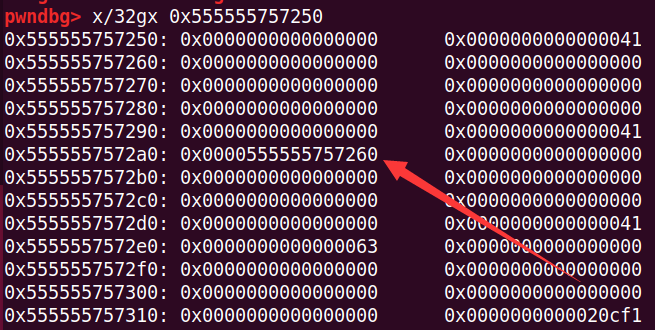 pwndbg> x/32gx 0x555555757250
0x555555757250: 0x0000000000000000 0x0000000000000041
0x555555757260: 0x0000000000000000 0x0000000000000000
0x555555757270: 0x0000000000000000 0x0000000000000000
0x555555757280: 0x0000000000000000 0x0000000000000000
0x555555757290: 0x0000000000000000 0x0000000000000041
0x5555557572a0: 0x0000555555757260 0x0000000000000000
0x5555557572b0: 0x0000000000000000 0x0000000000000000
0x5555557572c0: 0x0000000000000000 0x0000000000000000
0x5555557572d0: 0x0000000000000000 0x0000000000000041
0x5555557572e0: 0x0000000000000063 0x0000000000000000
0x5555557572f0: 0x0000000000000000 0x0000000000000000
0x555555757300: 0x0000000000000000 0x0000000000000000
0x555555757310: 0x0000000000000000 0x0000000000020cf1